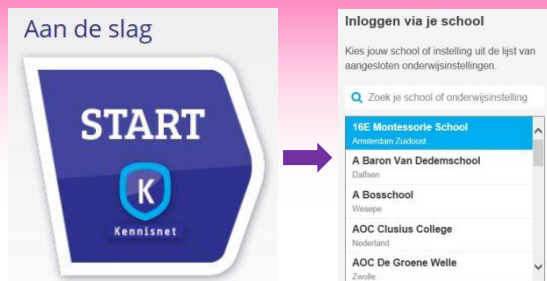 Aan de slag
START
K
Kennisnet
Inloggen via je school
Kies jouw school of instelling uit de lijst van
aangesloten onderwijsinstellingen.
Zoek je school of onderwijsinstelling
16E Montessorie School
Amsterdam Zuidoost
A Baron Van Dedemschool
Dalfsen
A Bosschool
Wesepe
AOC Clusius College
Nederland
AOC De Groene Welle
Zwolle